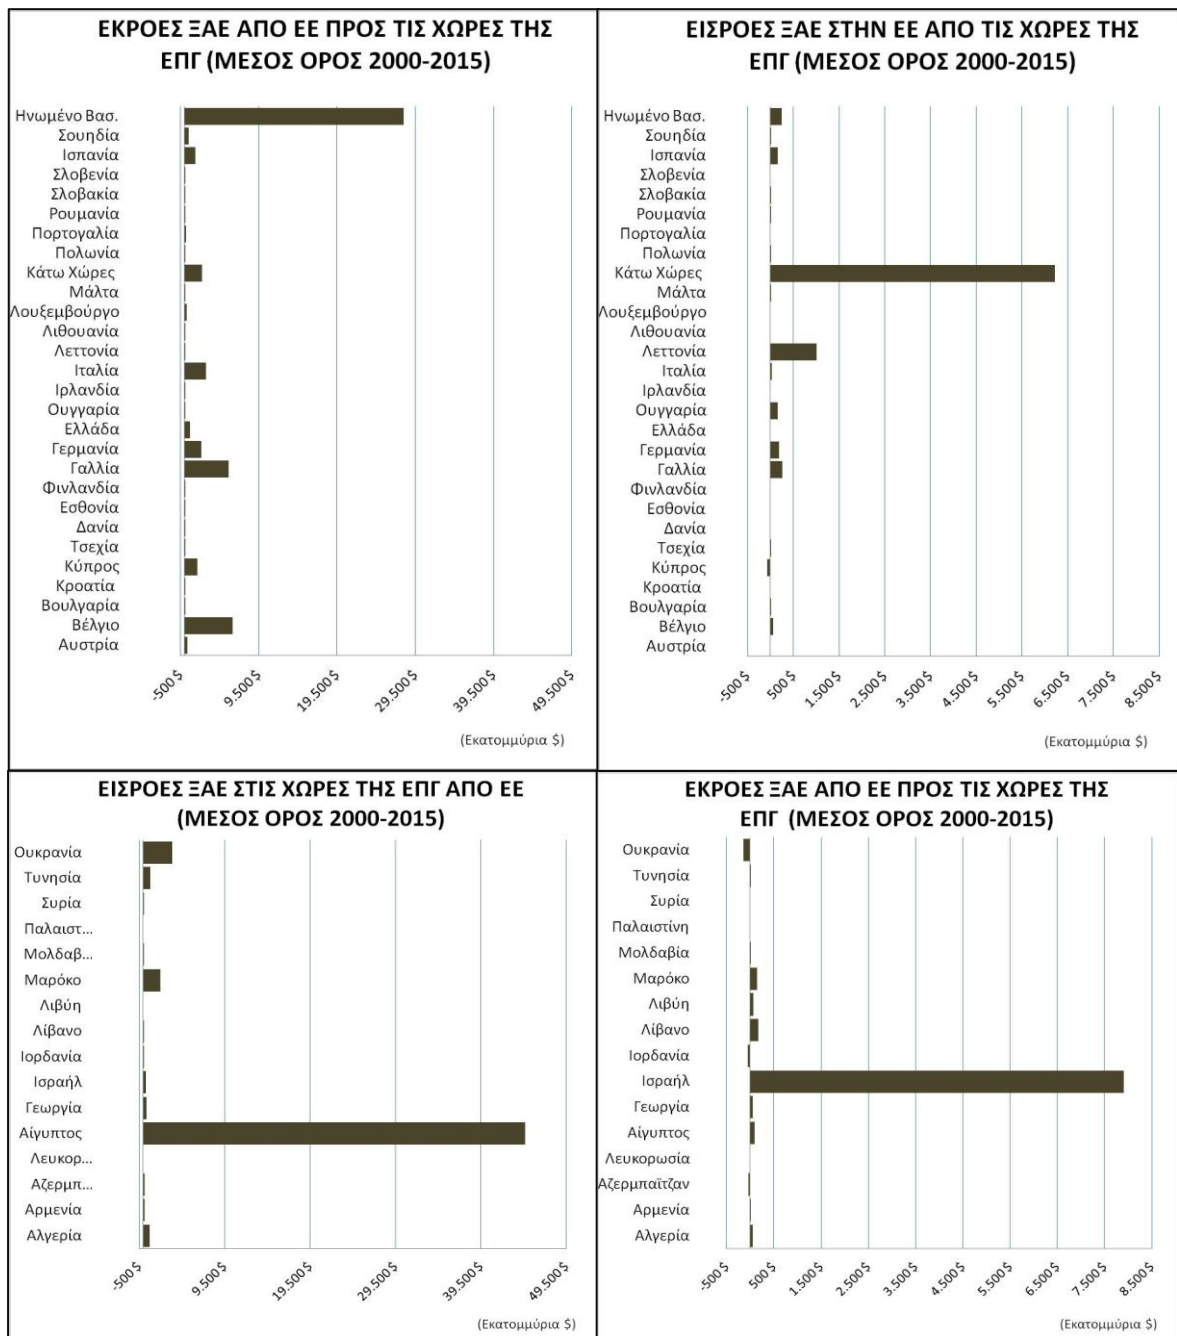 ΕΚΡΟΕΣ ΞΑΕ ΑΠΟ ΕΕ ΠΡΟΣ ΤΙΣ ΧΩΡΕΣ ΤΗΣ
ΕΠΓ (ΜΕΣΟΣ ΟΡΟΣ 2000-2015)
Ηνωμένο Βασ.
Σουηδία
Ισπανία
Σλοβενία
Σλοβακία
Ρουμανία
Πορτογαλία
Πολωνία
Κάτω Χώρες
Μάλτα
Λουξεμβούργο
Λιθουανία
Λεττονία
Ιταλία
Ιρλανδία
Ουγγαρία
Ελλάδα
Γερμανία
Γαλλία
Φινλανδία
Εσθονία
Δανία
Τσεχία
Κύπρος
Κροατία
Βουλγαρία
Βέλγιο
Αυστρία
-500$ 9.500$ 19.500$ 29.500$ 39.500$ 49.500$
(Εκατομμύρια $)
ΕΙΣΡΟΕΣ ΞΑΕ ΣΤΗΝ ΕΕ ΑΠΟ ΤΙΣ ΧΩΡΕΣ ΤΗΣ
ΕΠΓ (ΜΕΣΟΣ ΟΡΟΣ 2000-2015)
Ηνωμένο Βασ.
Σουηδία
Ισπανία
Σλοβενία
Σλοβακία
Ρουμανία
Πορτογαλία
Πολωνία
Κάτω Χώρες
Μάλτα
Λουξεμβούργο
Λιθουανία
Λεττονία
Ιταλία
Ιρλανδία
Ουγγαρία
Ελλάδα
Γερμανία
Γαλλία
Φινλανδία
Εσθονία
Δανία
Τσεχία
Κύπρος
Κροατία
Βουλγαρία
Βέλγιο
Αυστρία
-500$ 500$ 1.500$ 2.500$ 3.500$ 4.500$ 5.500$ 6.500$ 7.500$ 8.500$
(Εκατομμύρια $)
ΕΙΣΡΟΕΣ ΞΑΕ ΣΤΙΣ ΧΩΡΕΣ ΤΗΣ ΕΠΓ ΑΠΟ ΕΕ
(ΜΕΣΟΣ ΟΡΟΣ 2000-2015)
Ουκρανία
Τυνησία
Συρία
Παλαιστ...
Μολδαβ...
Μαρόκο
Λιβύη
Λίβανο
Ιορδανία
Ισραήλ
Γεωργία
Αίγυπτος
Λευκορ...
Αζερμπ...
Αρμενία
Αλγερία
-500$ 9.500$ 19.500$ 29.500$ 39.500$ 49.500$
(Εκατομμύρια $)
ΕΚΡΟΕΣ ΞΑΕ ΑΠΟ ΕΕ ΠΡΟΣ ΤΙΣ ΧΩΡΕΣ ΤΗΣ
ΕΠΓ (ΜΕΣΟΣ ΟΡΟΣ 2000-2015)
Ουκρανία
Τυνησία
Συρία
Παλαιστίνη
Μολδαβία
Μαρόκο
Λιβύη
Λίβανο
Ιορδανία
Ισραήλ
Γεωργία
Αίγυπτος
Λευκορωσία
Αζερμπαϊτζαν
Αρμενία
Αλγερία
-500$ 500$ 1.500$ 2.500$ 3.500$ 4.500$ 5.500$ 6.500$ 7.500$ 8.500$
(Εκατομμύρια $)